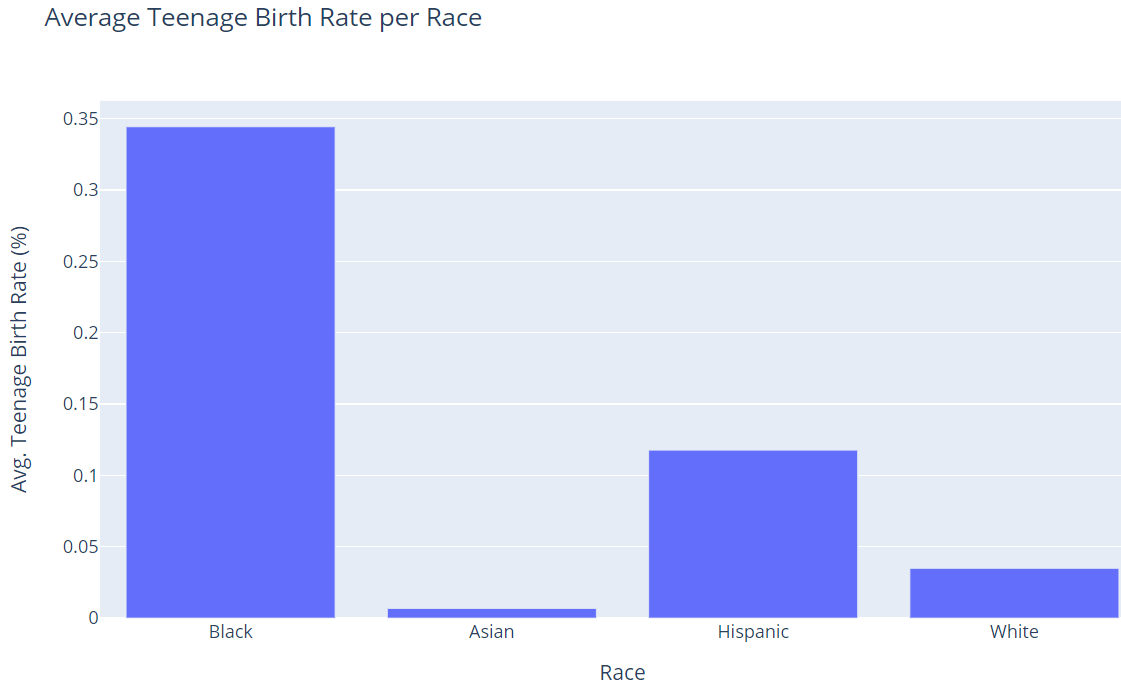 Average Teenage Birth Rate per Race
Avg. Teenage Birth Rate (%)
0.35
0.3
0.25
0.2
0.15
0.1
0.05
0
Black Asian Hispanic White
Race